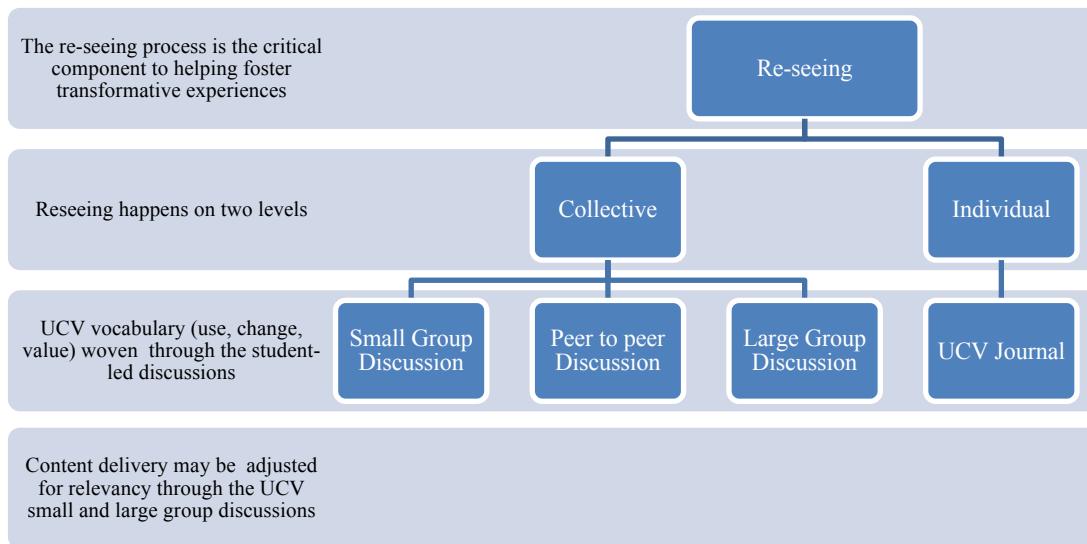 The re-seeing process is the critical
component to helping foster
transformative experiences
Re-seeing
Reseeing happens on two levels
Collective
Individual
UCV vocabulary (use, change,
value) woven through the student-
led discussions
Small Group
Discussion
Peer to peer
Discussion
Large Group
Discussion
UCV Journal
Content delivery may be adjusted
for relevancy through the UCV
small and large group discussions